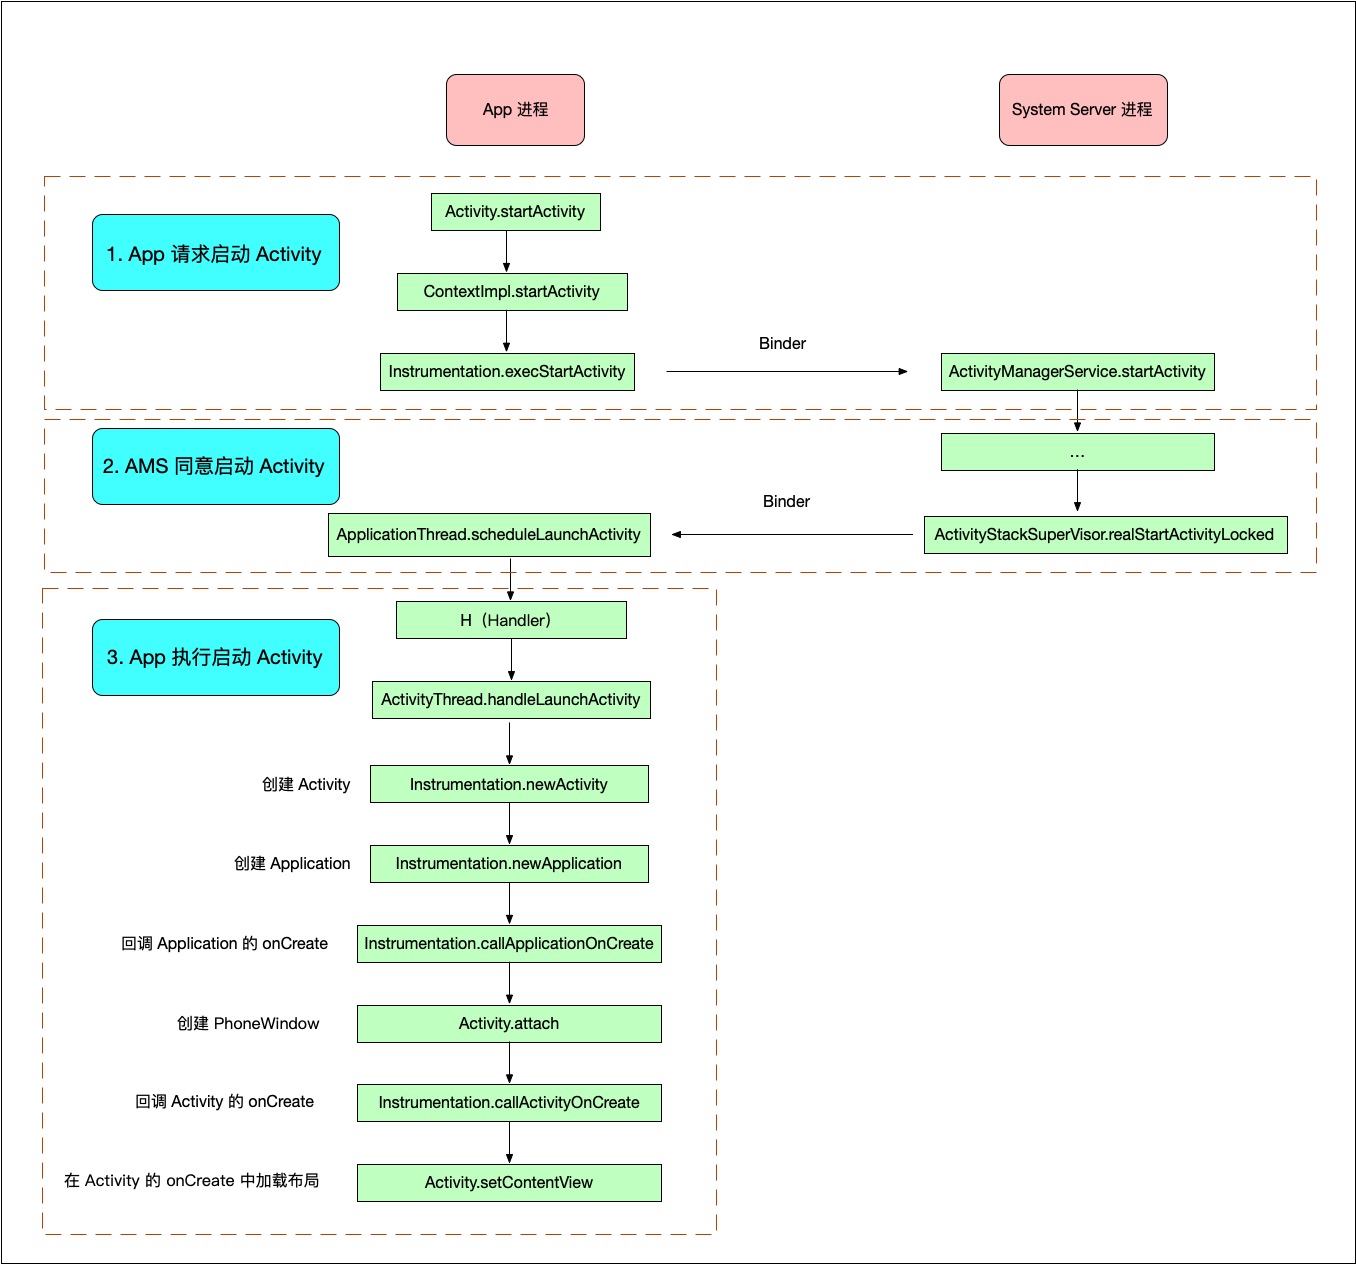 App 进程
System Server 进程
1. App 请求启动 Activity
Activity.startActivity
ContextImpl.startActivity
Binder
Instrumentation.execStartActivity
ActivityManagerService.startActivity
2. AMS 同意启动 Activity
...
Binder
ApplicationThread.scheduleLaunchActivity
ActivityStackSuperVisor.realStartActivityLocked
H（Handler）
3. App 执行启动 Activity
ActivityThread.handleLaunchActivity
创建 Activity
Instrumentation.newActivity
创建 Application
Instrumentation.newApplication
回调 Application 的 onCreate
Instrumentation.callApplicationOnCreate
创建 PhoneWindow
Activity.attach
回调 Activity 的 onCreate
Instrumentation.callActivityOnCreate
在 Activity 的 onCreate 中加载布局
Activity.setContentView